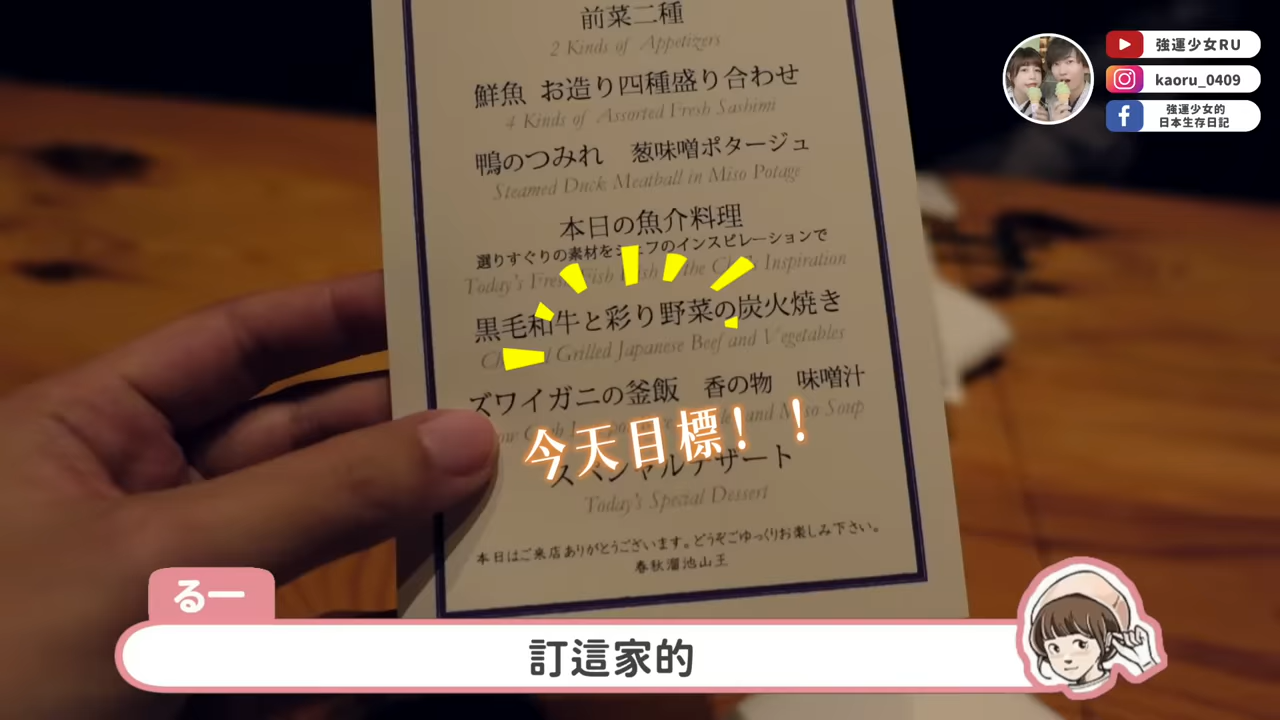 前菜二種
2 Kinds of Appetizers
鮮魚 お造り四種盛り合わせ
4 Kinds of Assorted Fresh Sashimi
鴨のつみれ 葱味噌ポタージュ
Steamed Duck Meatball in Miso Potage
本日の魚介料理
選りすぐりの素材をシェフのインスピレーションで
Today's Fresh Fish Dish Inspiration
黒毛和牛と彩り野菜の炭火焼き
Grilled Japanese Beef and Vegetables
ズワイガニの釜飯 香の物 味噌汁
and Miso Soup
今天目標！！
スペシャルデザート
Today's Special Dessert
本日はご来店ありがとうございます。どうぞごゆっくりお楽しみ下さい。
春秋溜池山王
強運少女RU
kaoru_0409
強運少女的
日本生存日記
るー
訂這家的